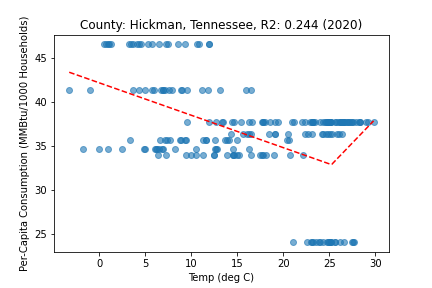 County: Hickman, Tennessee, R2: 0.244 (2020)
Per-Capita Consumption (MMBtu/1000 Households)
45
40
35
30
25
0 5 10 15 20 25 30
Temp (deg C)